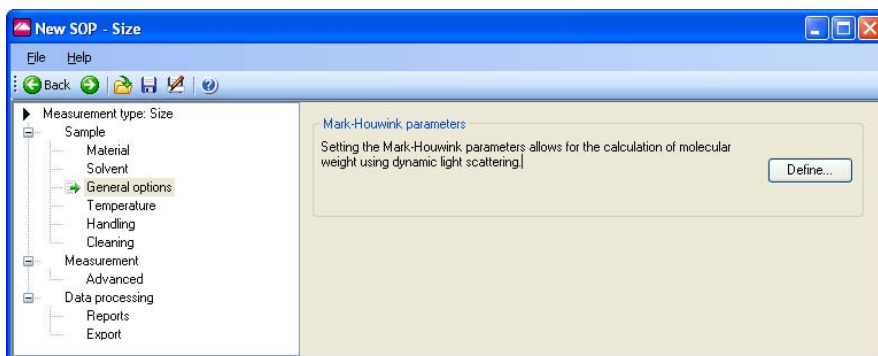 New SOP - Size
File Help
Back
Measurement type: Size
Sample
Material
Solvent
General options
Temperature
Handling
Cleaning
Measurement
Advanced
Data processing
Reports
Export
Mark-Houwink parameters
Setting the Mark-Houwink parameters allows for the calculation of molecular
weight using dynamic light scattering.
Define...